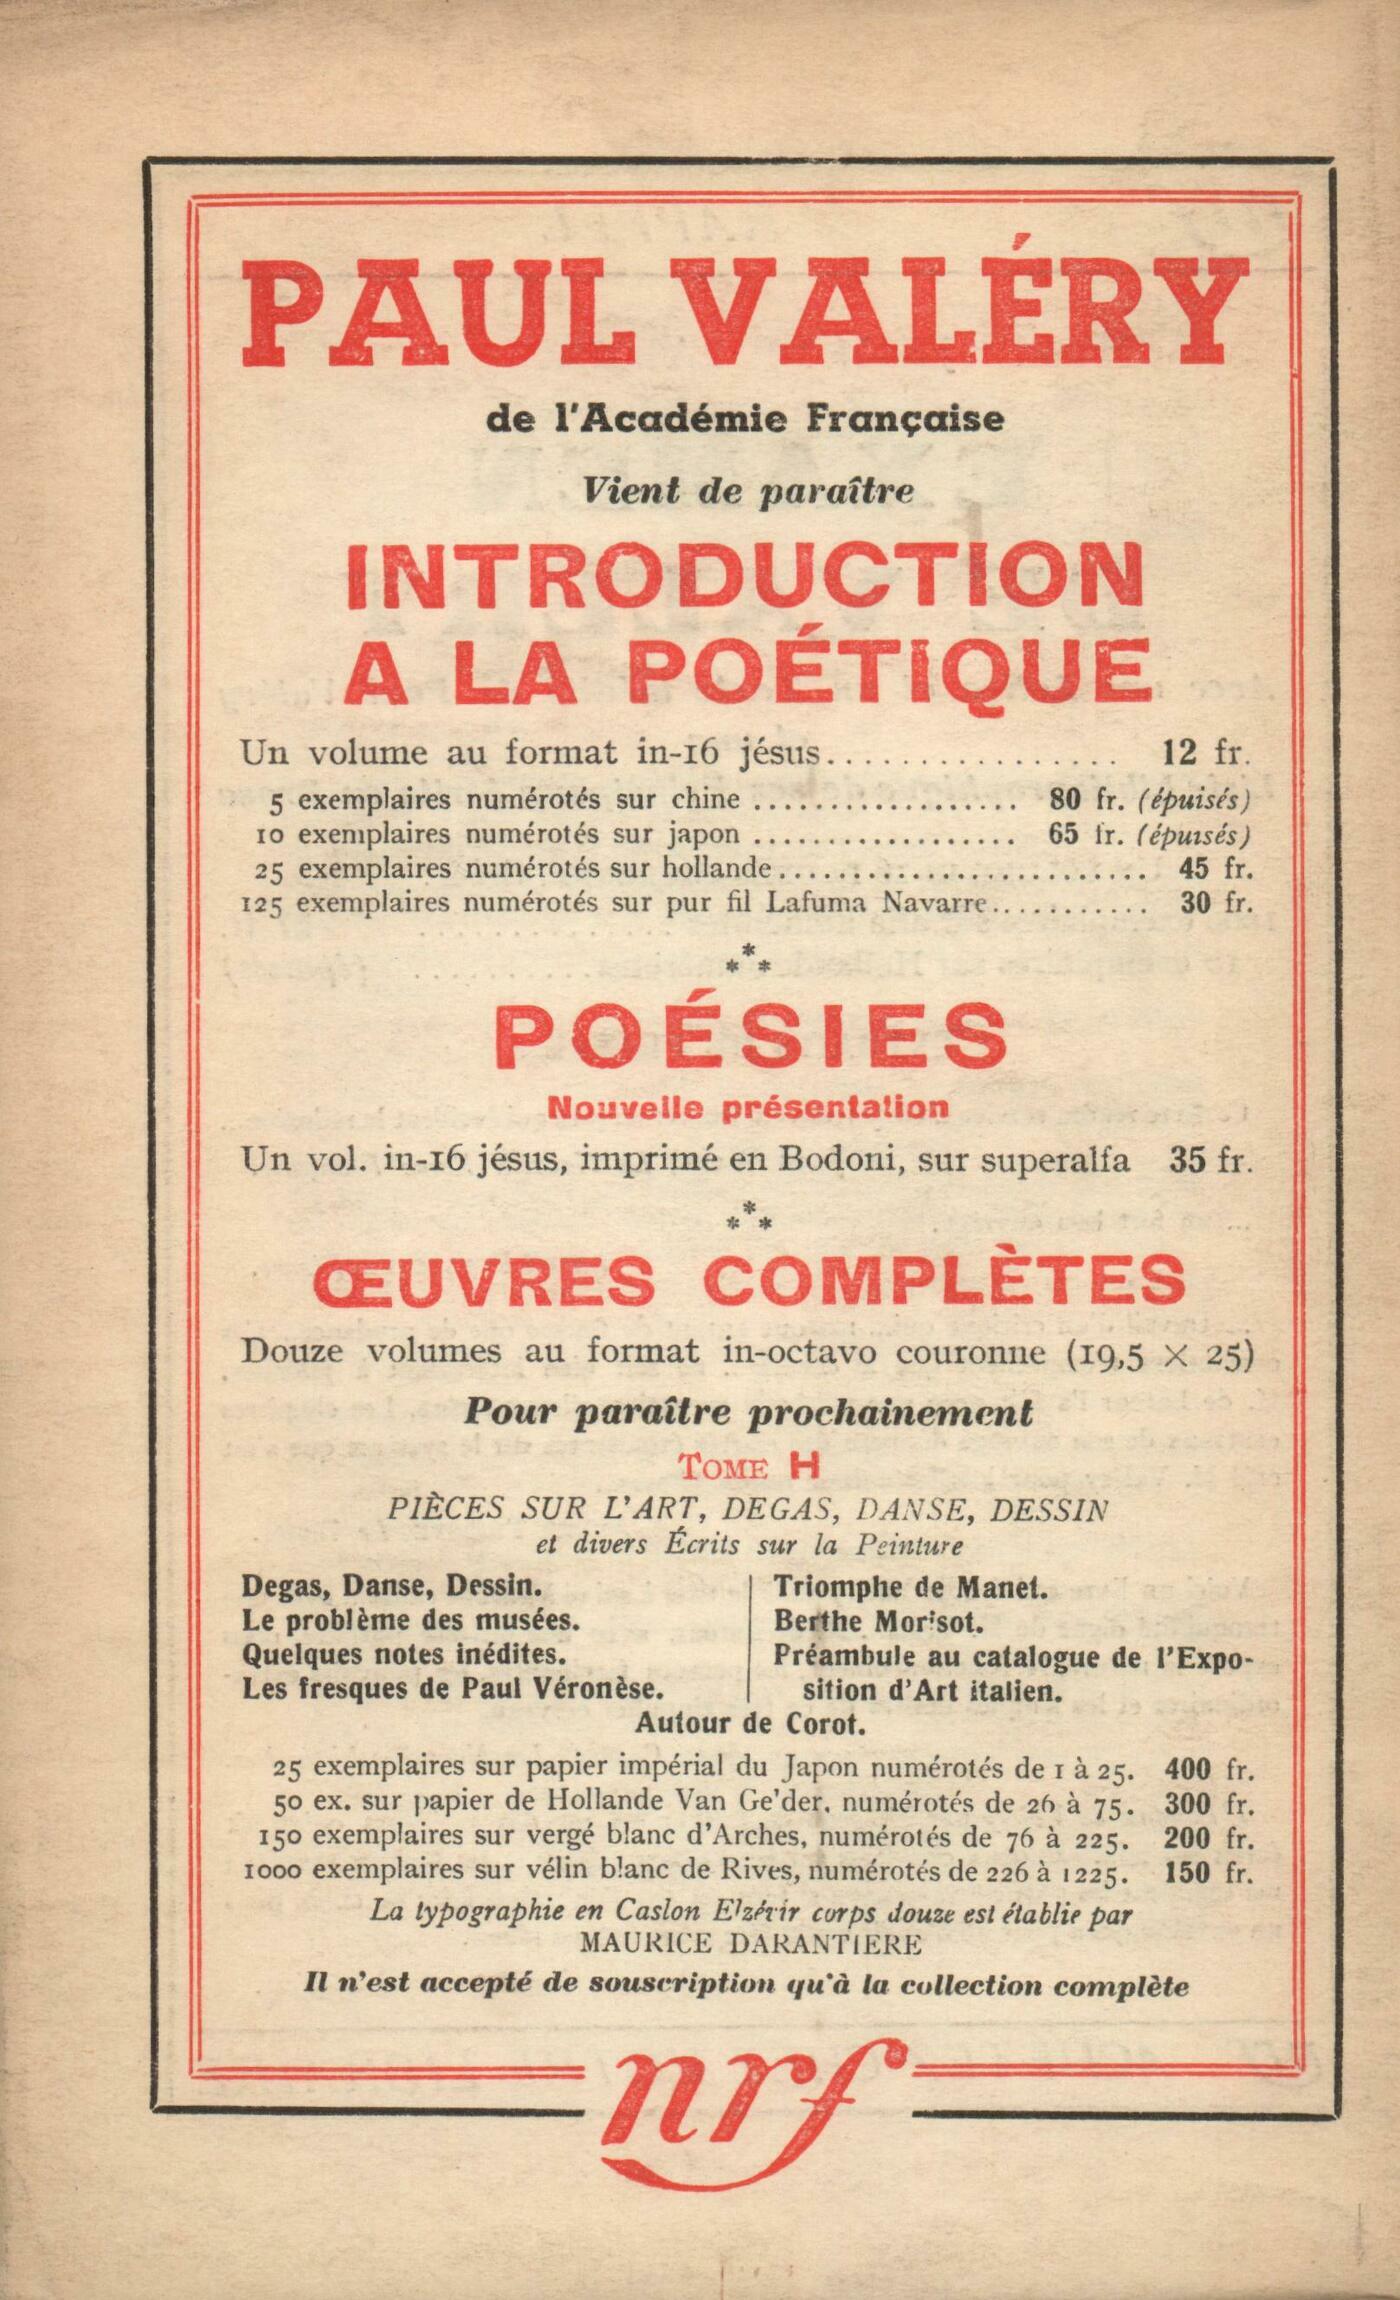 PAUL VALÉRY
de l'Académie Française
Vient de paraître
INTRODUCTION
A LA POÉTIQUE
Un volume au format in-16 jésus................ 12 fr.
5 exemplaires numérotés sur chine .................. 80 fr. (épuisés)
10 exemplaires numérotés sur japon .................. 65 fr. (épuisés)
25 exemplaires numérotés sur hollande......................... 45 fr.
125 exemplaires numérotés sur pur fil Lafuma Navarre........... 30 fr.
***
POÉSIES
Nouvelle présentation
Un vol. in-16 jésus, imprimé en Bodoni, sur superalfa 35 fr.
***
ŒUVRES COMPLÈTES
Douze volumes au format in-octavo couronne (19,5 × 25)
Pour paraître prochainement
TOME H
PIÈCES SUR L'ART, DEGAS, DANSE, DESSIN
et divers Écrits sur la Peinture
Degas, Danse, Dessin.
Le problème des musées.
Quelques notes inédites.
Les fresques de Paul Véronèse.
Triomphe de Manet.
Berthe Morisot.
Préambule au catalogue de l'Expo-
sition d'Art italien.
Autour de Corot.
25 exemplaires sur papier impérial du Japon numérotés de 1 à 25. 400 fr.
50 ex. sur papier de Hollande Van Ge'der, numérotés de 26 à 75. 300 fr.
150 exemplaires sur vergé blanc d'Arches, numérotés de 76 à 225. 200 fr.
1000 exemplaires sur vélin blanc de Rives, numérotés de 226 à 1225. 150 fr.
La typographie en Caslon Elzévir corps douze est établie par
MAURICE DARANTIERE
Il n'est accepté de souscription qu'à la collection complète
nrf